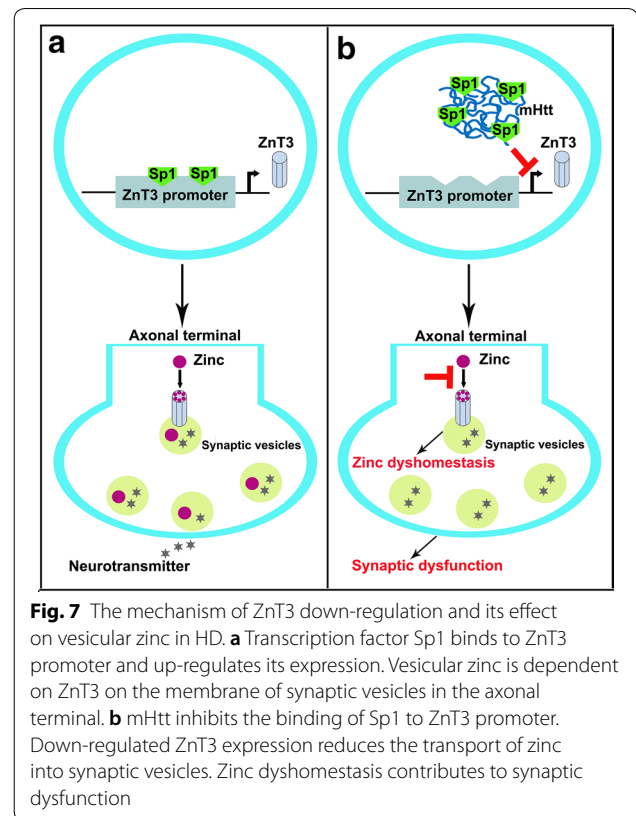 a
Sp1 Sp1
ZnT3
ZnT3 promoter
Axonal terminal
Zinc
Synaptic vesicles
Neurotransmitter
b
Sp1
Sp1
Sp1
mHtt
Sp1
ZnT3
ZnT3 promoter
Axonal terminal
Zinc
Synaptic vesicles
Zinc dyshomestasis
Synaptic dysfunction
Fig. 7 The mechanism of ZnT3 down-regulation and its effect
on vesicular zinc in HD. a Transcription factor Sp1 binds to ZnT3
promoter and up-regulates its expression. Vesicular zinc is dependent
on ZnT3 on the membrane of synaptic vesicles in the axonal
terminal. b mHtt inhibits the binding of Sp1 to ZnT3 promoter.
Down-regulated ZnT3 expression reduces the transport of zinc
into synaptic vesicles. Zinc dyshomestasis contributes to synaptic
dysfunction